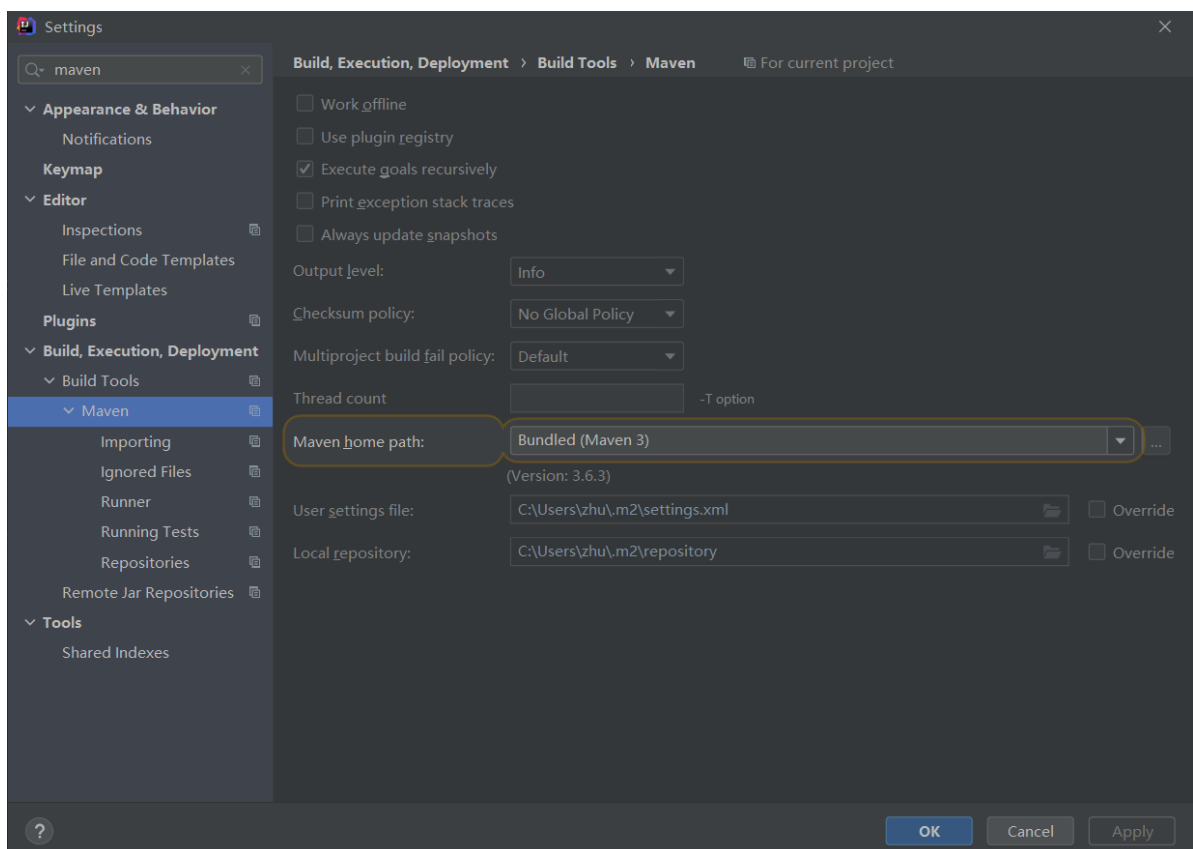 Settings
maven
Appearance & Behavior
Notifications
Keymap
Editor
Inspections
File and Code Templates
Live Templates
Plugins
Build, Execution, Deployment
Build Tools
Maven
Importing
Ignored Files
Runner
Running Tests
Repositories
Remote Jar Repositories
Tools
Shared Indexes
Build, Execution, Deployment › Build Tools › Maven For current project
Work offline
Use plugin registry
Execute goals recursively
Print exception stack traces
Always update snapshots
Output level: Info
Checksum policy: No Global Policy
Multiproject build fail policy: Default
Thread count -T option
Maven home path: Bundled (Maven 3) ...
(Version: 3.6.3)
User settings file: C:\Users\zhu\.m2\settings.xml Override
Local repository: C:\Users\zhu\.m2\repository Override
? OK Cancel Apply